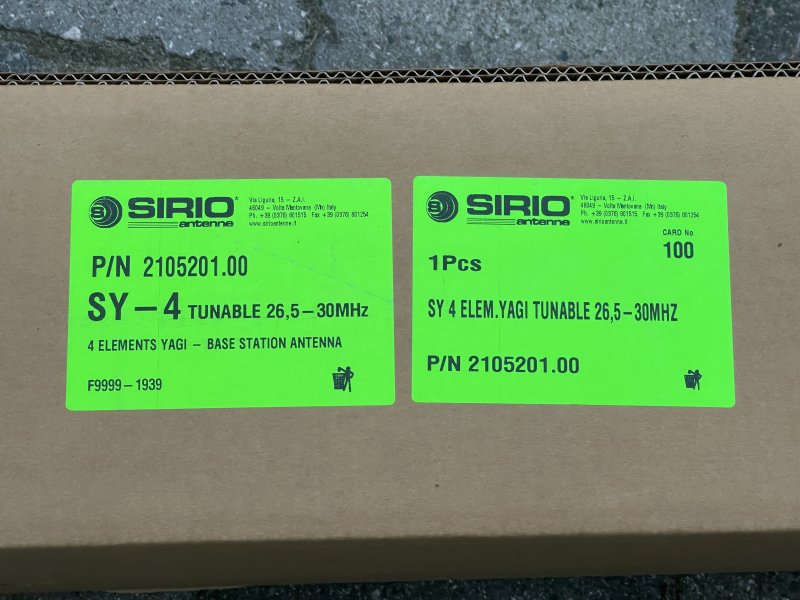 SIRIO®
antenne
Via Liguria, 15 – Z.A.I.
46049 – Volta Mantovana (Mn) Italy
Ph. +39 (0376) 801515 Fax +39 (0376) 801254
www.sirioantenne.it
P/N 2105201.00
SY–4 TUNABLE 26,5–30MHz
4 ELEMENTS YAGI – BASE STATION ANTENNA
F9999–1939
SIRIO®
antenne
Via Liguria, 15 – Z.A.I.
46049 – Volta Mantovana (Mn) Italy
Ph. +39 (0376) 801515 Fax +39 (0376) 801254
www.sirioantenne.it
CARD No
100
1Pcs
SY 4 ELEM.YAGI TUNABLE 26,5–30MHZ
P/N 2105201.00